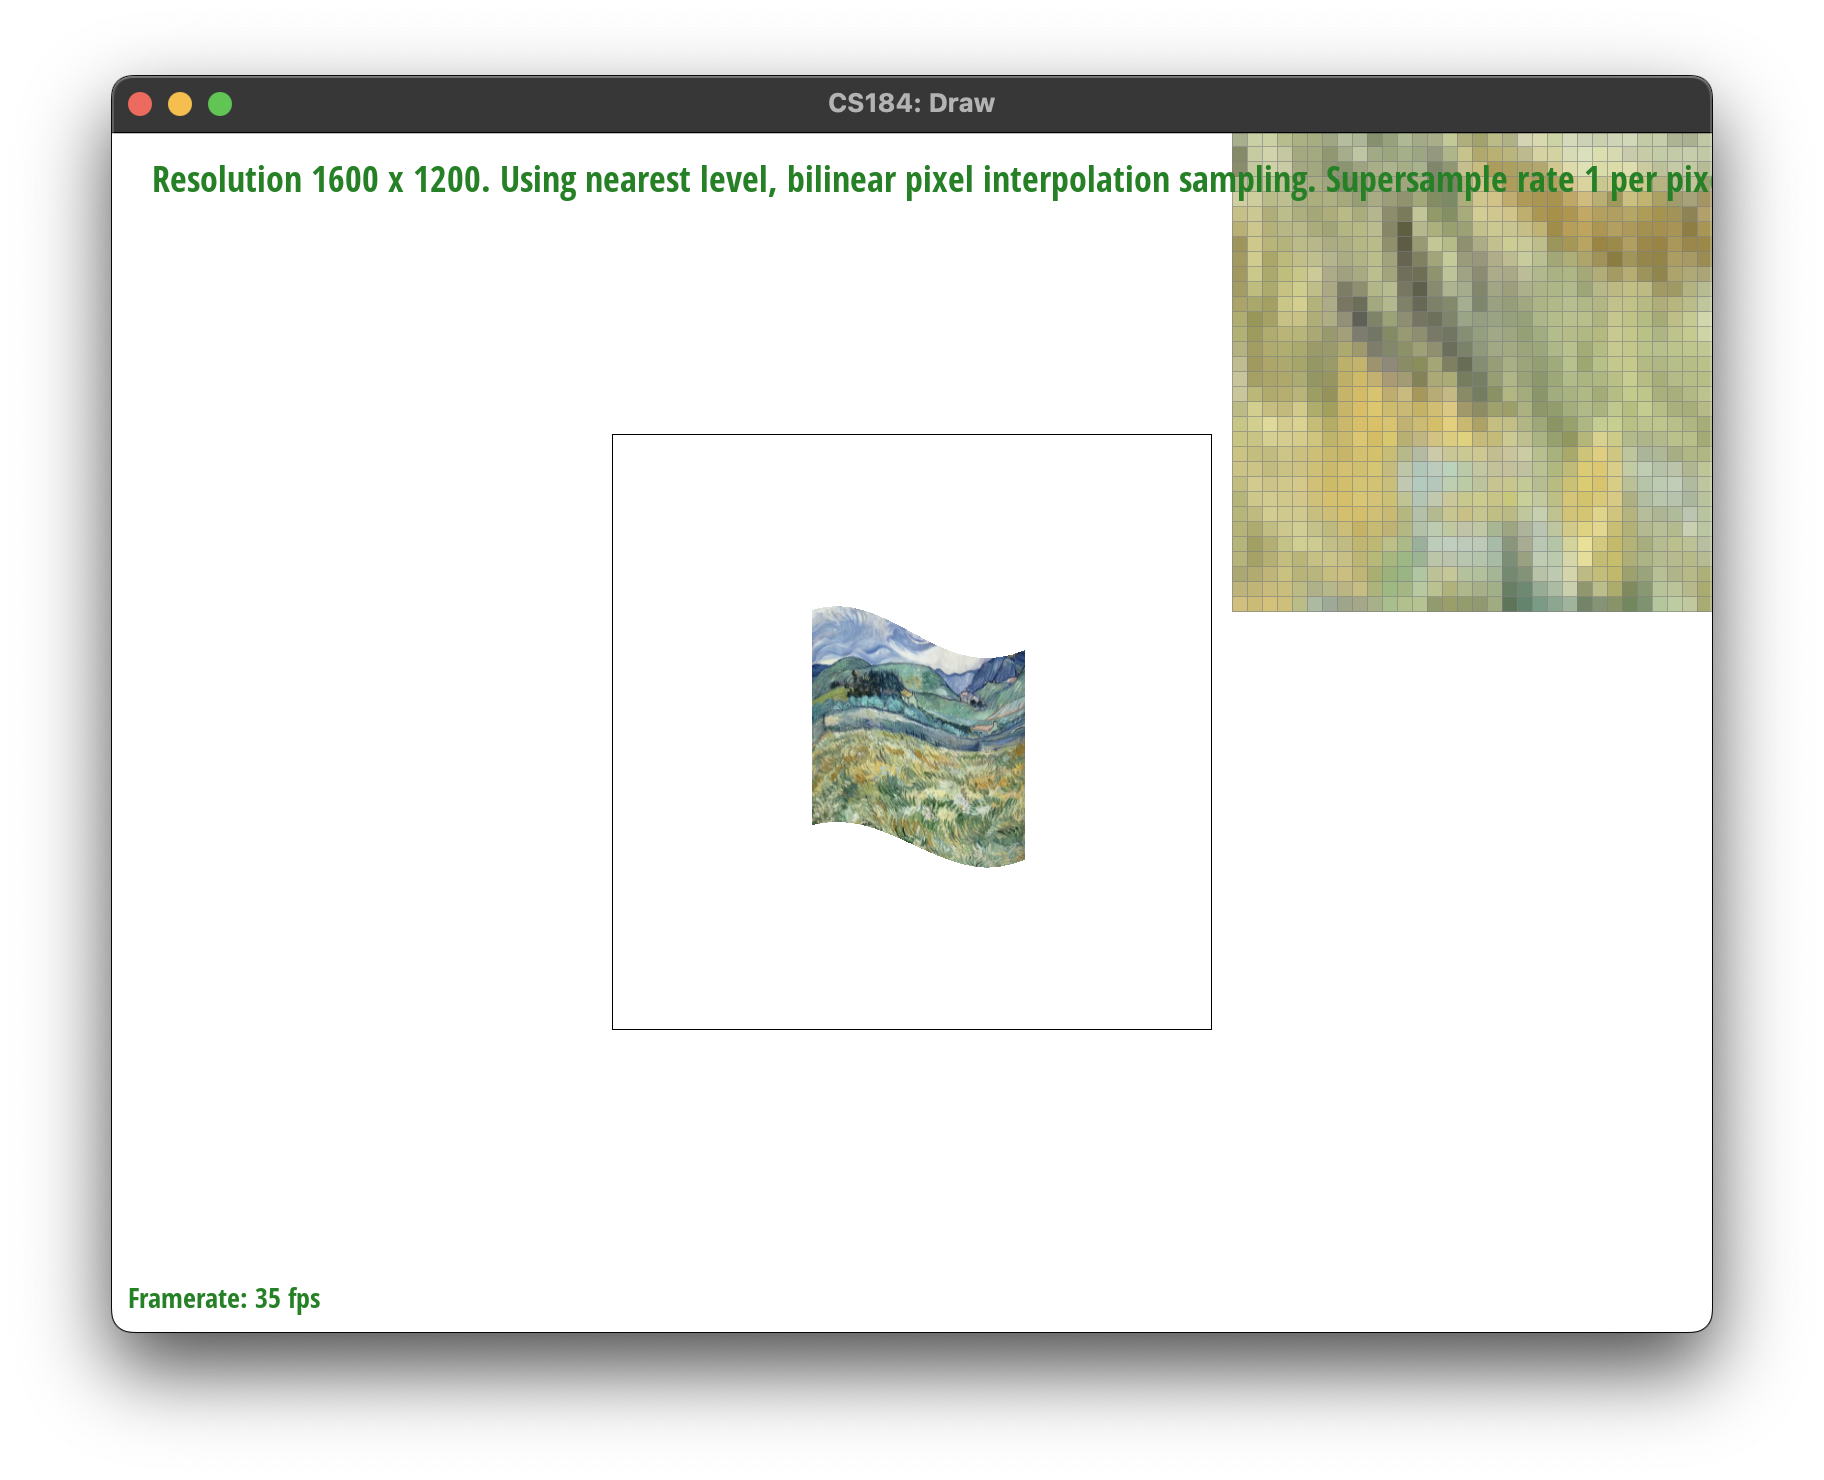 CS184: Draw
Resolution 1600 x 1200. Using nearest level, bilinear pixel interpolation sampling. Supersample rate 1 per
Framerate: 35 fps